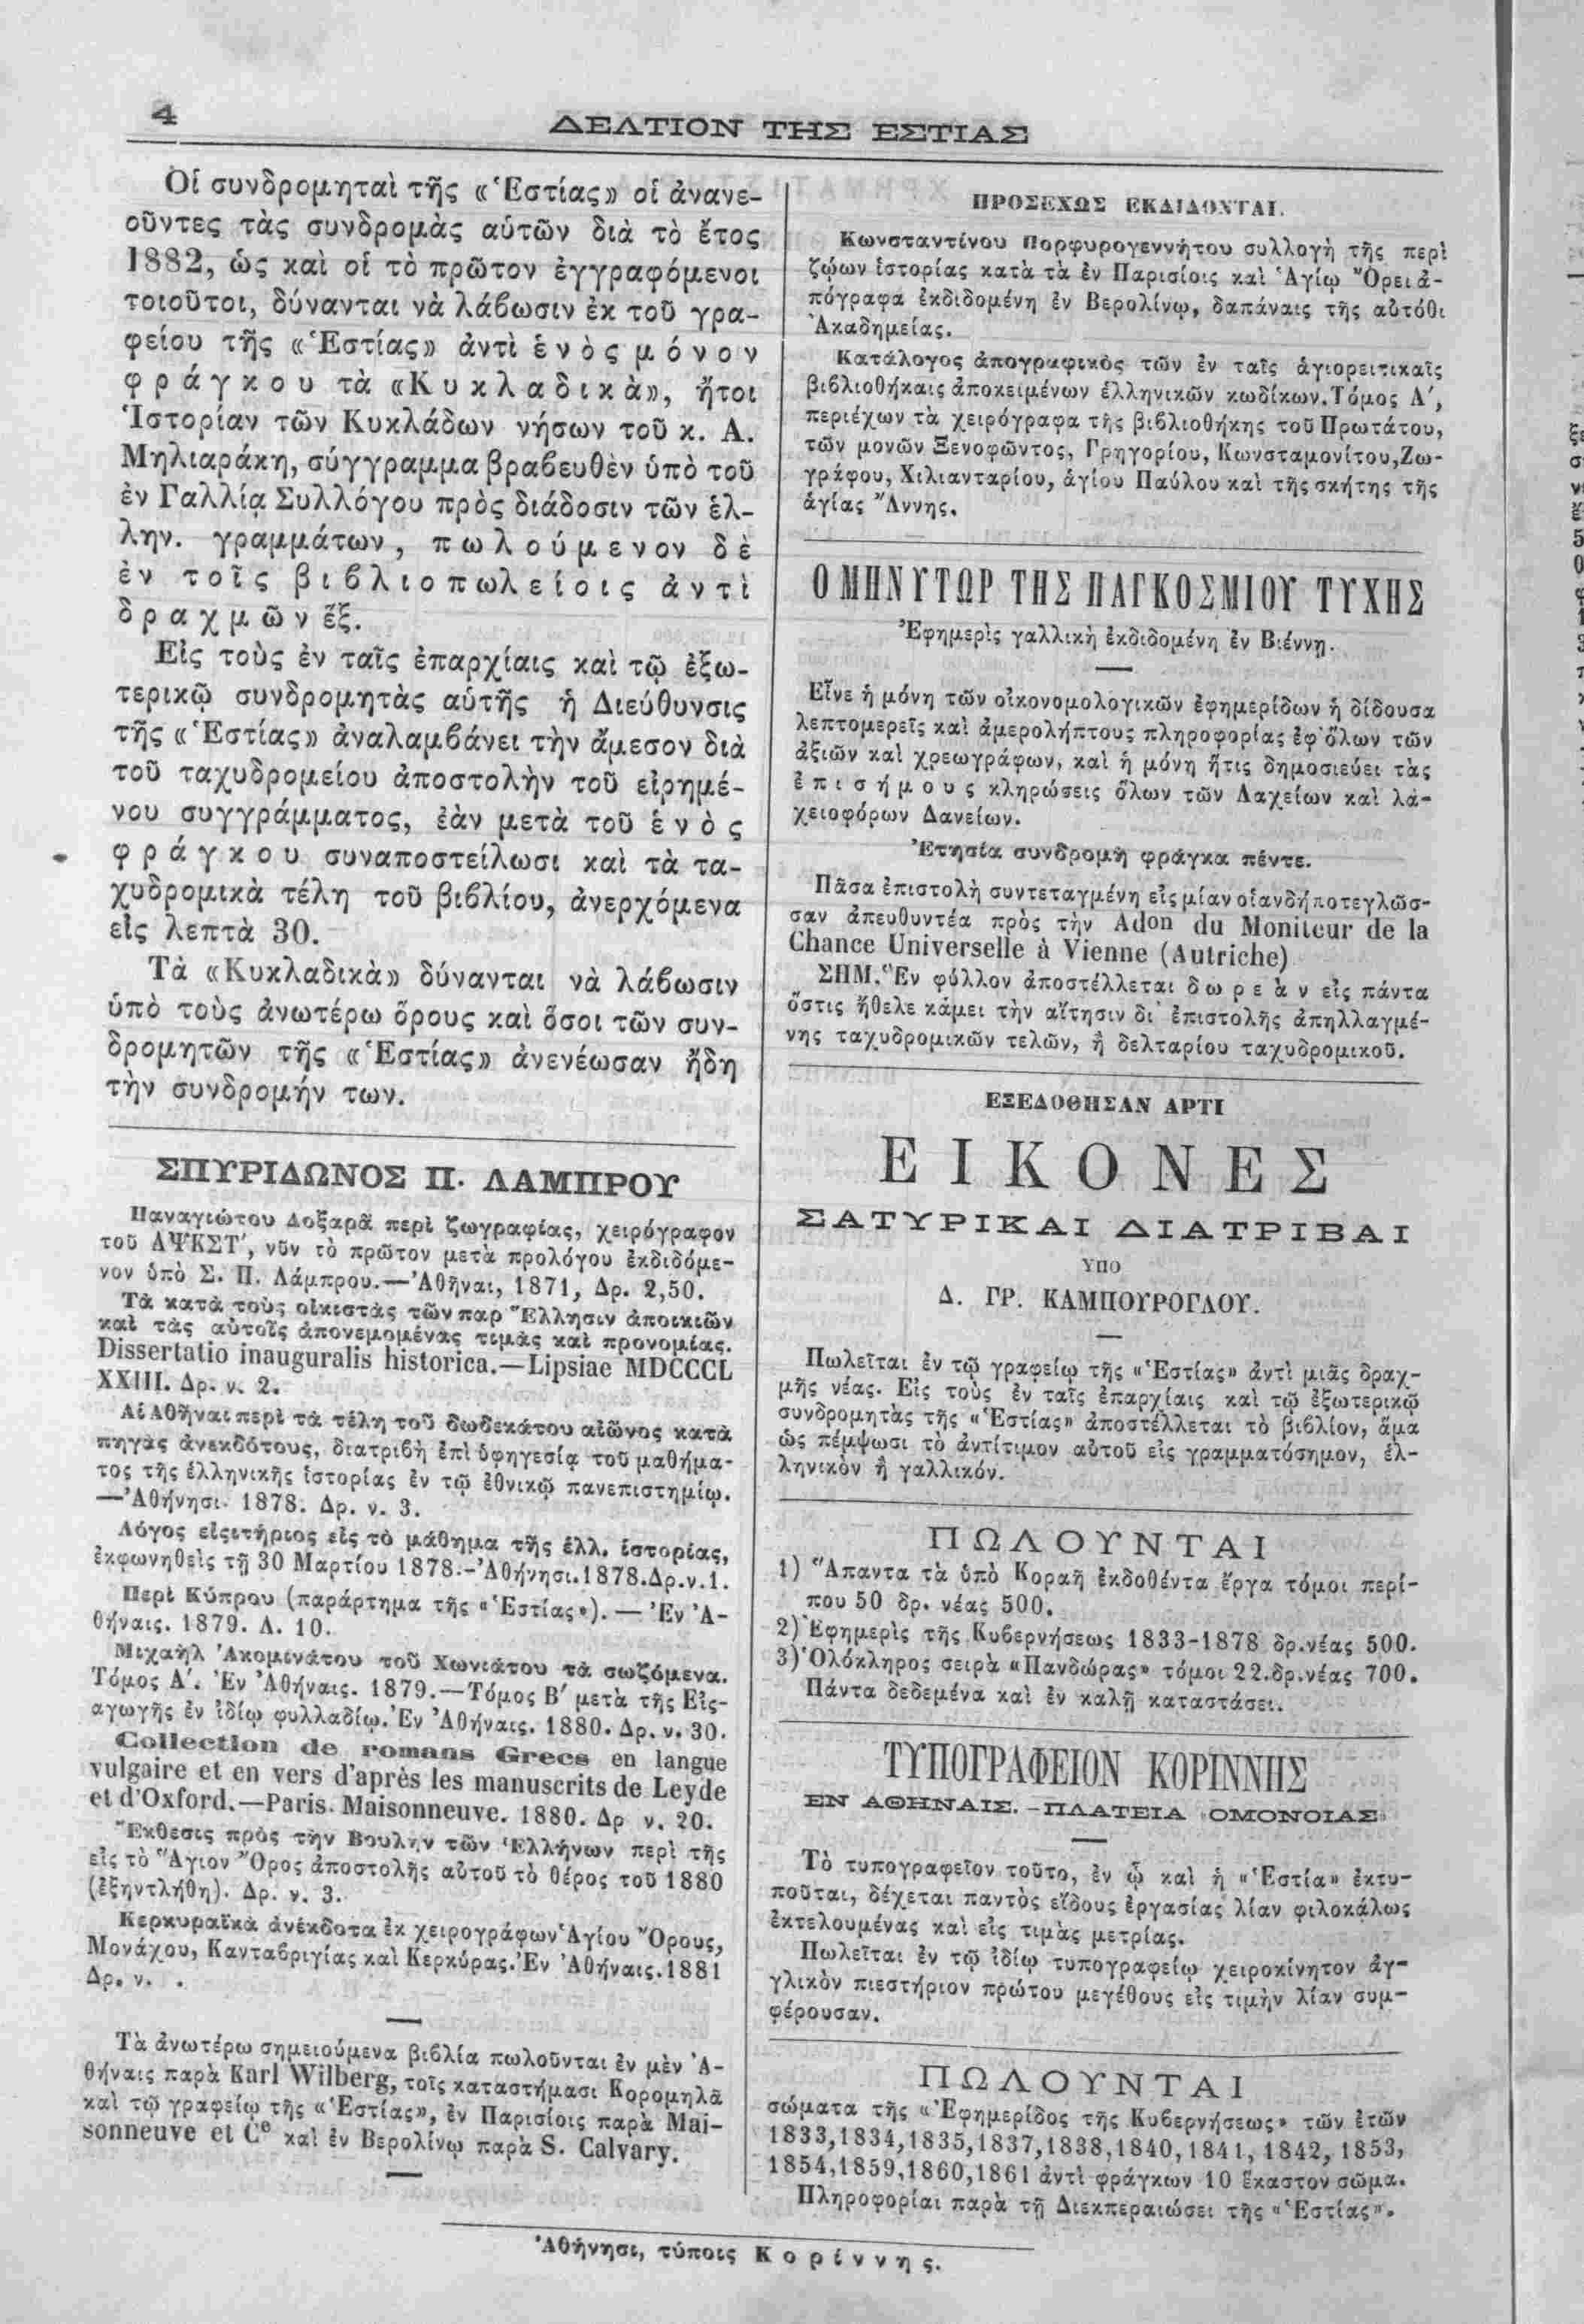 4
ΔΕΛΤΙΟΝ ΤΗΣ ΕΣΤΙΑΣ
Οἱ συνδρομηταὶ τῆς «Ἑστίας» οἱ ἀνανε-
οῦντες τὰς συνδρομὰς αὑτῶν διὰ τὸ ἔτος
1882, ὡς καὶ οἱ τὸ πρῶτον ἐγγραφόμενοι
τοιοῦτοι, δύνανται νὰ λάβωσιν ἐκ τοῦ γρα-
φείου τῆς «Ἑστίας» ἀντὶ ἑνὸς μόνον
φράγκου τὰ «Κυκλαδικὰ», ἤτοι
Ἱστορίαν τῶν Κυκλάδων νήσων τοῦ κ. Α.
Μηλιαράκη, σύγγραμμα βραβευθὲν ὑπὸ τοῦ
ἐν Γαλλίᾳ Συλλόγου πρὸς διάδοσιν τῶν ἑλ-
λην. γραμμάτων, πωλούμενον δὲ
ἐν τοῖς βιβλιοπωλείοις ἀντὶ
δραχμῶν ἕξ.
Εἰς τοὺς ἐν ταῖς ἐπαρχίαις καὶ τῷ ἐξω-
τερικῷ συνδρομητὰς αὑτῆς ἡ Διεύθυνσις
τῆς «Ἑστίας» ἀναλαμβάνει τὴν ἄμεσον διὰ
τοῦ ταχυδρομείου ἀποστολὴν τοῦ εἰρημέ-
νου συγγράμματος, ἐὰν μετὰ τοῦ ἑνὸς
φράγκου συναποστείλωσι καὶ τὰ τα-
χυδρομικὰ τέλη τοῦ βιβλίου, ἀνερχόμενα
εἰς λεπτὰ 30.
Τὰ «Κυκλαδικὰ» δύνανται νὰ λάβωσιν
ὑπὸ τοὺς ἀνωτέρω ὅρους καὶ ὅσοι τῶν συν-
δρομητῶν τῆς «Ἑστίας» ἀνενέωσαν ἤδη
τὴν συνδρομήν των.
ΣΠΥΡΙΔΩΝΟΣ Π. ΛΑΜΠΡΟΥ
Παναγιώτου Δοξαρᾶ περὶ ζωγραφίας, χειρόγραφον
τοῦ ΑΨΚΣΤ′, νῦν τὸ πρῶτον μετὰ προλόγου ἐκδιδόμε-
νον ὑπὸ Σ. Π. Λάμπρου.—Ἀθῆναι, 1871, Δρ. 2,50.
Τὰ κατὰ τοὺς οἰκιστὰς τῶν παρ Ἕλλησιν ἀποικιῶν
καὶ τὰς αὐτοῖς ἀπονεμομένας τιμὰς καὶ προνομίας.
Dissertatio inauguralis historica.—Lipsiae MDCCCL
XXIII. Δρ. ν. 2.
Αἱ Ἀθῆναι περὶ τὰ τέλη τοῦ δωδεκάτου αἰῶνος κατὰ
πηγὰς ἀνεκδότους, διατριβὴ ἐπὶ ὑφηγεσίᾳ τοῦ μαθήμα-
τος τῆς ἑλληνικῆς ἱστορίας ἐν τῷ ἐθνικῷ πανεπιστημίῳ.
—Ἀθήνησι. 1878. Δρ. ν. 3.
Λόγος εἰςιτήριος εἰς τὸ μάθημα τῆς ἑλλ. ἱστορίας,
ἐκφωνηθεὶς τῇ 30 Μαρτίου 1878.-Ἀθήνησι.1878.Δρ.ν.1.
Περὶ Κύπρου (παράρτημα τῆς «Ἑστίας»). — Ἐν Ἀ-
θήναις. 1879. Λ. 10.
Μιχαὴλ Ἀκομινάτου τοῦ Χωνιάτου τὰ σωζόμενα.
Τόμος Α′. Ἐν Ἀθήναις. 1879.—Τόμος Β′ μετὰ τῆς Εἰς-
αγωγῆς ἐν ἰδίῳ φυλλαδίῳ. Ἐν Ἀθήναις. 1880. Δρ. ν. 30.
Collection de romans Grecs en langue
vulgaire et en vers d'après les manuscrits de Leyde
et d'Oxford.—Paris. Maisonneuve. 1880. Δρ ν. 20.
Ἔκθεσις πρὸς τὴν Βουλὴν τῶν Ἑλλήνων περὶ τῆς
εἰς τὸ Ἅγιον Ὄρος ἀποστολῆς αὐτοῦ τὸ θέρος τοῦ 1880
(ἐξηντλήθη). Δρ. ν. 3.
Κερκυραϊκὰ ἀνέκδοτα ἐκ χειρογράφων Ἁγίου Ὄρους,
Μονάχου, Κανταβριγίας καὶ Κερκύρας. Ἐν Ἀθήναις. 1881
Δρ. ν. .
Τὰ ἀνωτέρω σημειούμενα βιβλία πωλοῦνται ἐν μὲν Ἀ-
θήναις παρὰ Karl Wilberg, τοῖς καταστήμασι Κορομηλᾶ
καὶ τῷ γραφείῳ τῆς «Ἑστίας», ἐν Παρισίοις παρὰ Mai-
sonneuve et Ce καὶ ἐν Βερολίνῳ παρὰ S. Calvary.
ΠΡΟΣΕΧΩΣ ΕΚΔΙΔΟΝΤΑΙ.
Κωνσταντίνου Πορφυρογεννήτου συλλογὴ τῆς περὶ
ζῴων ἱστορίας κατὰ τὰ ἐν Παρισίοις καὶ Ἁγίῳ Ὄρει ἀ-
πόγραφα ἐκδιδομένη ἐν Βερολίνῳ, δαπάναις τῆς αὐτόθι
Ἀκαδημείας.
Κατάλογος ἀπογραφικὸς τῶν ἐν ταῖς ἁγιορειτικαῖς
βιβλιοθήκαις ἀποκειμένων ἑλληνικῶν κωδίκων. Τόμος Α′,
περιέχων τὰ χειρόγραφα τῆς βιβλιοθήκης τοῦ Πρωτάτου,
τῶν μονῶν Ξενοφῶντος, Γρηγορίου, Κωνσταμονίτου, Ζω-
γράφου, Χιλιανταρίου, ἁγίου Παύλου καὶ τῆς σκήτης τῆς
ἁγίας Ἄννης.
Ο ΜΗΝΥΤΩΡ ΤΗΣ ΠΑΓΚΟΣΜΙΟΥ ΤΥΧΗΣ
Ἐφημερὶς γαλλικὴ ἐκδιδομένη ἐν Βιέννῃ.
Εἶνε ἡ μόνη τῶν οἰκονομολογικῶν ἐφημερίδων ἡ δίδουσα
λεπτομερεῖς καὶ ἀμερολήπτους πληροφορίας ἐφ' ὅλων τῶν
ἀξιῶν καὶ χρεωγράφων, καὶ ἡ μόνη ἥτις δημοσιεύει τὰς
ἐπισήμους κληρώσεις ὅλων τῶν Λαχείων καὶ λα-
χειοφόρων Δανείων.
Ἐτησία συνδρομὴ φράγκα πέντε.
Πᾶσα ἐπιστολὴ συντεταγμένη εἰς μίαν οἱανδήποτε γλῶσ-
σαν ἀπευθυντέα πρὸς τὴν Adon du Moniteur de la
Chance Universelle à Vienne (Autriche)
ΣΗΜ. Ἓν φύλλον ἀποστέλλεται δωρεὰν εἰς πάντα
ὅστις ἤθελε κάμει τὴν αἴτησιν δι' ἐπιστολῆς ἀπηλλαγμέ-
νης ταχυδρομικῶν τελῶν, ἢ δελταρίου ταχυδρομικοῦ.
ΕΞΕΔΟΘΗΣΑΝ ΑΡΤΙ
ΕΙΚΟΝΕΣ
ΣΑΤΥΡΙΚΑΙ ΔΙΑΤΡΙΒΑΙ
ΥΠΟ
Δ. ΓΡ. ΚΑΜΠΟΥΡΟΓΛΟΥ.
Πωλεῖται ἐν τῷ γραφείῳ τῆς «Ἑστίας» ἀντὶ μιᾶς δραχ-
μῆς νέας. Εἰς τοὺς ἐν ταῖς ἐπαρχίαις καὶ τῷ ἐξωτερικῷ
συνδρομητὰς τῆς «Ἑστίας» ἀποστέλλεται τὸ βιβλίον, ἅμα
ὡς πέμψωσι τὸ ἀντίτιμον αὐτοῦ εἰς γραμματόσημον, ἑλ-
ληνικὸν ἢ γαλλικόν.
ΠΩΛΟΥΝΤΑΙ
1) Ἅπαντα τὰ ὑπὸ Κοραῆ ἐκδοθέντα ἔργα τόμοι περί-
που 50 δρ. νέας 500.
2) Ἐφημερὶς τῆς Κυβερνήσεως 1833-1878 δρ.νέας 500.
3) Ὁλόκληρος σειρὰ «Πανδώρας» τόμοι 22.δρ.νέας 700.
Πάντα δεδεμένα καὶ ἐν καλῇ καταστάσει.
ΤΥΠΟΓΡΑΦΕΙΟΝ ΚΟΡΙΝΝΗΣ
ΕΝ ΑΘΗΝΑΙΣ.-ΠΛΑΤΕΙΑ «ΟΜΟΝΟΙΑΣ»
Τὸ τυπογραφεῖον τοῦτο, ἐν ᾧ καὶ ἡ «Ἑστία» ἐκτυ-
ποῦται, δέχεται παντὸς εἴδους ἐργασίας λίαν φιλοκάλως
ἐκτελουμένας καὶ εἰς τιμὰς μετρίας.
Πωλεῖται ἐν τῷ ἰδίῳ τυπογραφείῳ χειροκίνητον ἀγ-
γλικὸν πιεστήριον πρώτου μεγέθους εἰς τιμὴν λίαν συμ-
φέρουσαν.
ΠΩΛΟΥΝΤΑΙ
σώματα τῆς «Ἐφημερίδος τῆς Κυβερνήσεως» τῶν ἐτῶν
1833,1834,1835,1837,1838,1840,1841, 1842, 1853,
1854,1859,1860,1861 ἀντὶ φράγκων 10 ἕκαστον σῶμα.
Πληροφορίαι παρὰ τῇ Διεκπεραιώσει τῆς «Ἑστίας».
Ἀθήνησι, τύποις Κορίννης.